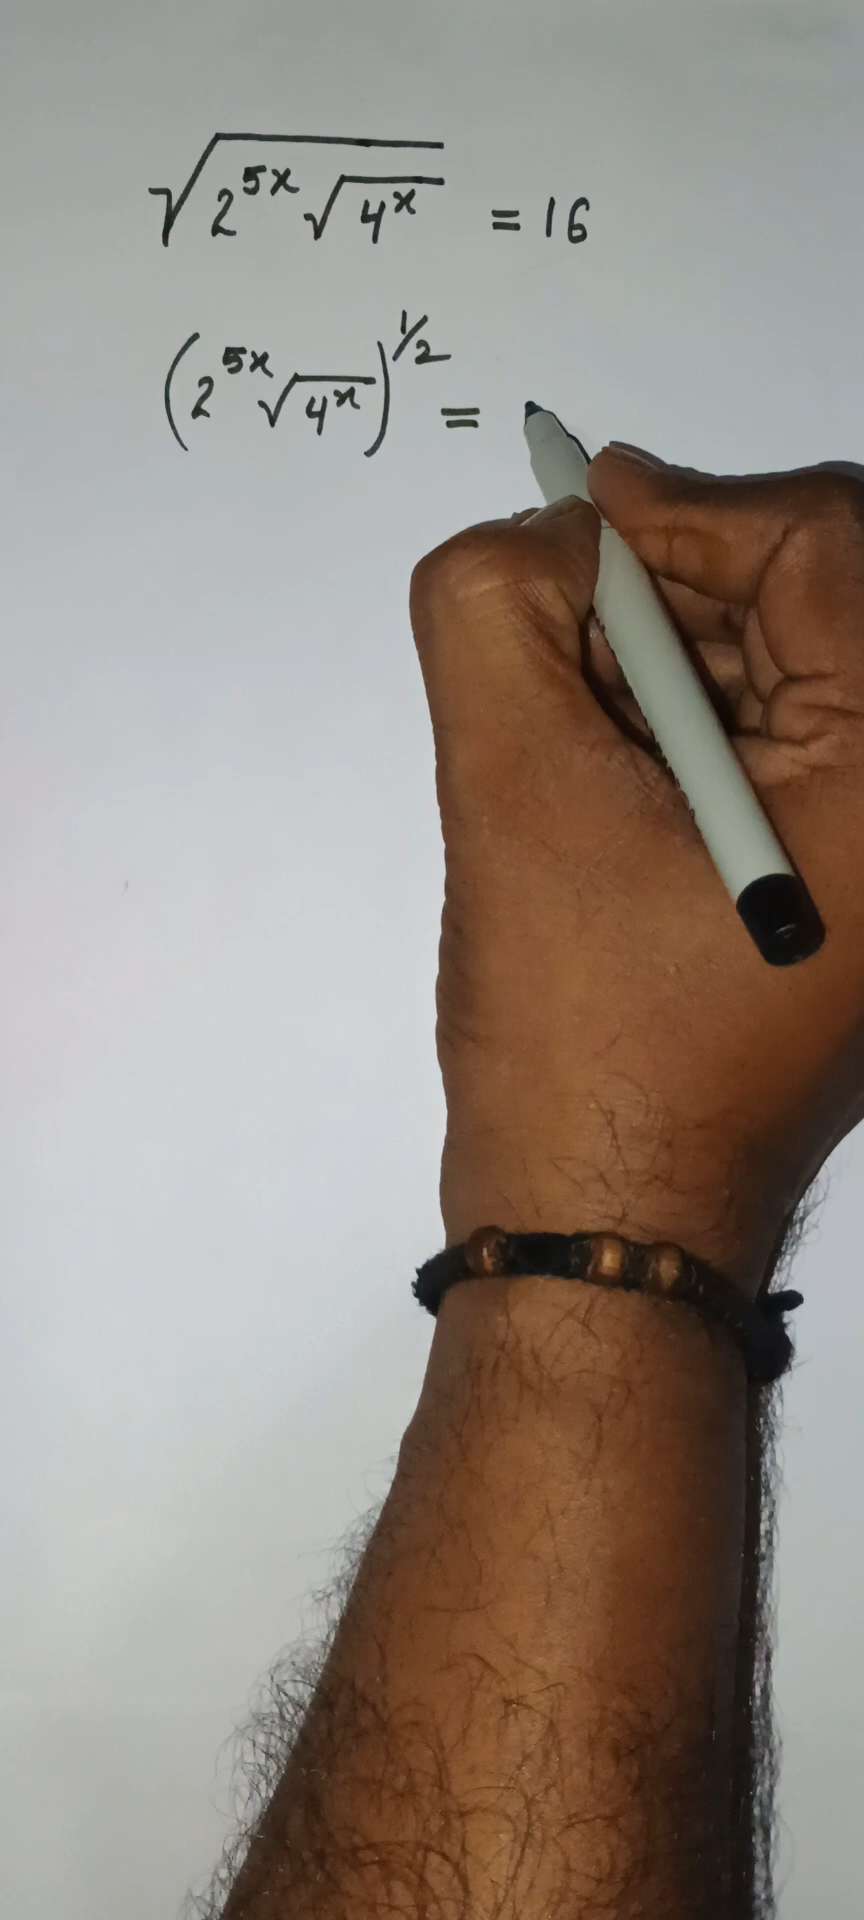 √(2^(5x) √(4^x)) = 16
(2^(5x) √(4^x))^(1/2) =